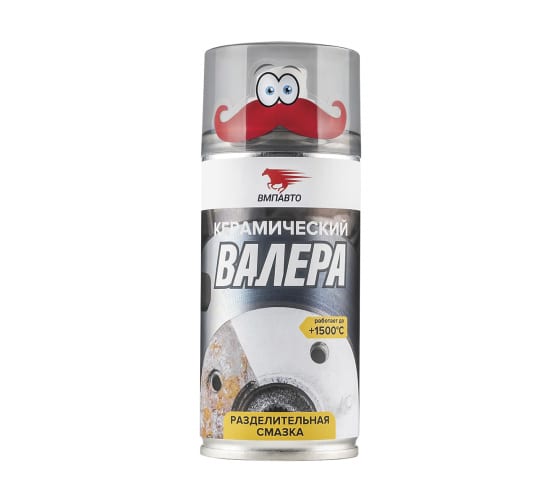 ВМПАВТО
КЕРАМИЧЕСКИЙ
ВАЛЕРА
работает до
+1500°C
РАЗДЕЛИТЕЛЬНАЯ
СМАЗКА